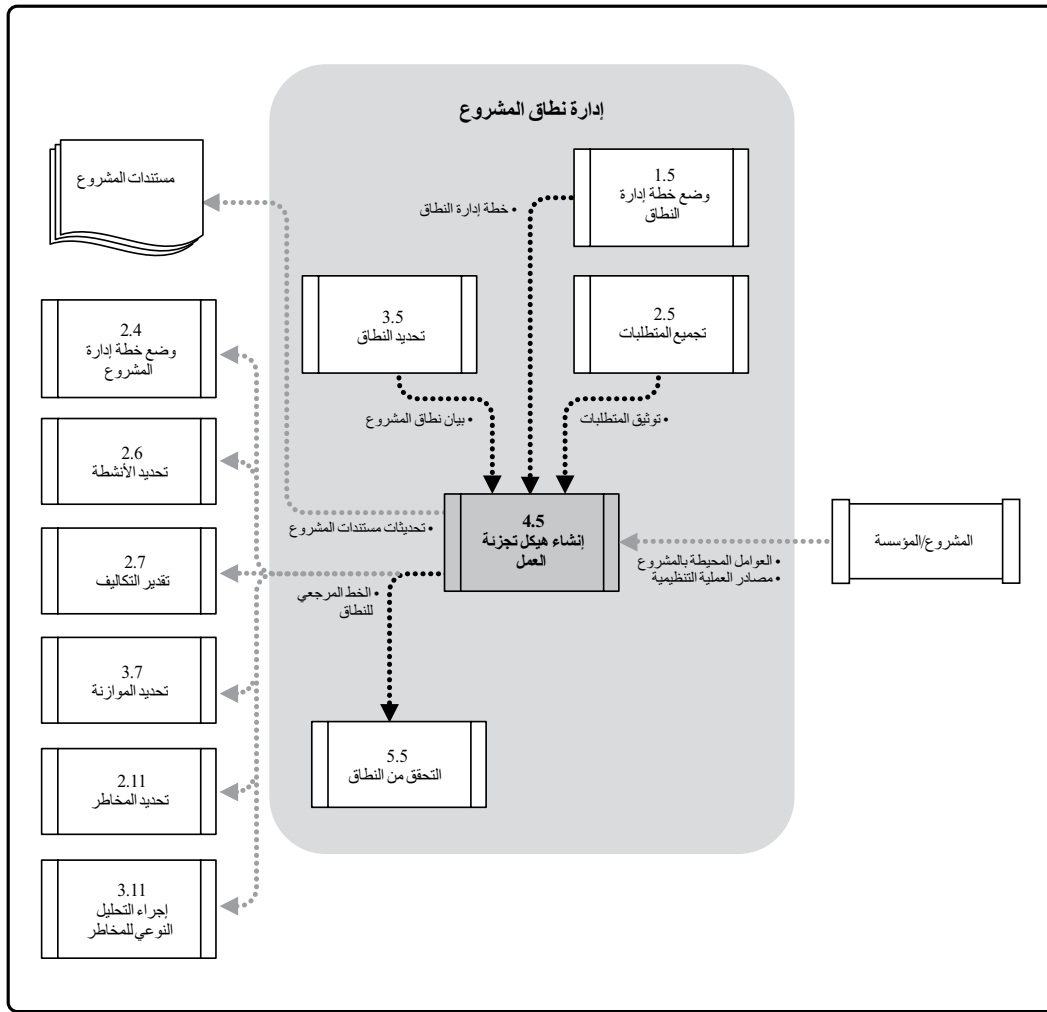 إدارة نطاق المشروع
1.5
وضع خطة إدارة
النطاق
• خطة إدارة النطاق
مستندات المشروع
2.5
تجميع المتطلبات
3.5
تحديد النطاق
• توثيق المتطلبات
• بيان نطاق المشروع
2.4
وضع خطة إدارة
المشروع
2.6
تحديد الأنشطة
المشروع/المؤسسة
• العوامل المحيطة بالمشروع
• مصادر العملية التنظيمية
4.5
إنشاء هيكل تجزئة
العمل
• تحديثات مستندات المشروع
• الخط المرجعي
للنطاق
2.7
تقدير التكاليف
3.7
تحديد الموازنة
5.5
التحقق من النطاق
2.11
تحديد المخاطر
3.11
إجراء التحليل
النوعي للمخاطر